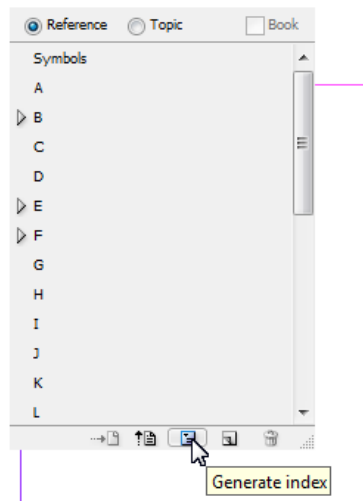 Reference Topic Book
Symbols
A
B
C
D
E
F
G
H
I
J
K
L
Generate index